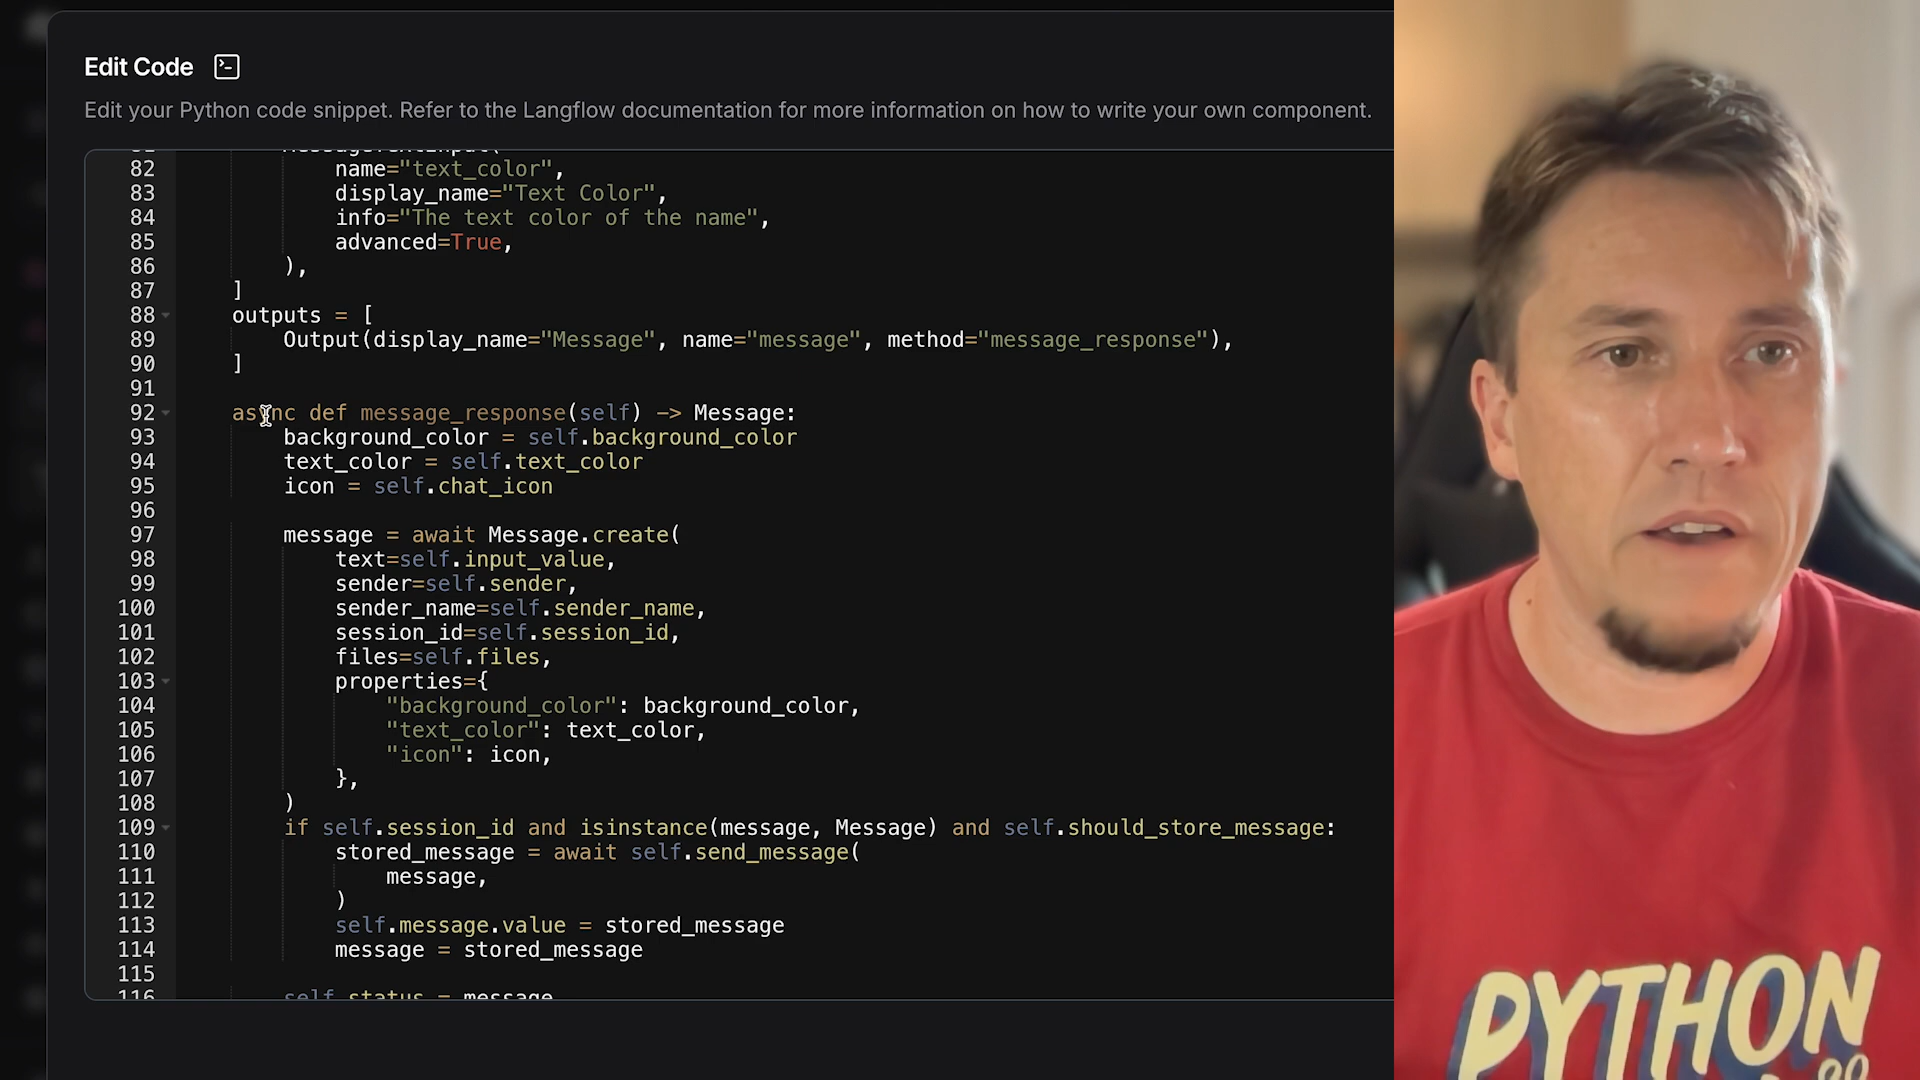 Edit Code
Edit your Python code snippet. Refer to the Langflow documentation for more information on how to write your own component.
82 name="text_color",
83 display_name="Text Color",
84 info="The text color of the name",
85 advanced=True,
86 ),
87 ]
88 outputs = [
89 Output(display_name="Message", name="message", method="message_response"),
90 ]
91
92 async def message_response(self) -> Message:
93 background_color = self.background_color
94 text_color = self.text_color
95 icon = self.chat_icon
96
97 message = await Message.create(
98 text=self.input_value,
99 sender=self.sender,
100 sender_name=self.sender_name,
101 session_id=self.session_id,
102 files=self.files,
103 properties={
104 "background_color": background_color,
105 "text_color": text_color,
106 "icon": icon,
107 },
108 )
109 if self.session_id and isinstance(message, Message) and self.should_store_message:
110 stored_message = await self.send_message(
111 message,
112 )
113 self.message.value = stored_message
114 message = stored_message
115
116 self.status = message
PYTHON